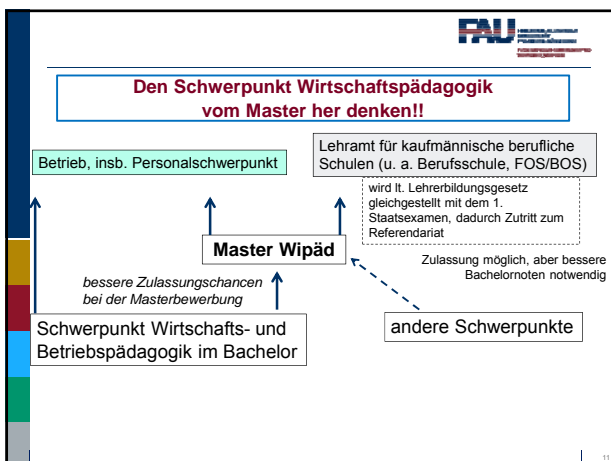 FAU
Den Schwerpunkt Wirtschaftspädagogik
vom Master her denken!!
Betrieb, insb. Personalschwerpunkt
Lehramt für kaufmännische berufliche
Schulen (u. a. Berufsschule, FOS/BOS)
wird lt. Lehrerbildungsgesetz
gleichgestellt mit dem 1.
Staatsexamen, dadurch Zutritt zum
Referendariat
Master Wipäd
Zulassung möglich, aber bessere
Bachelornoten notwendig
bessere Zulassungschancen
bei der Masterbewerbung
Schwerpunkt Wirtschafts- und
Betriebspädagogik im Bachelor
andere Schwerpunkte
11